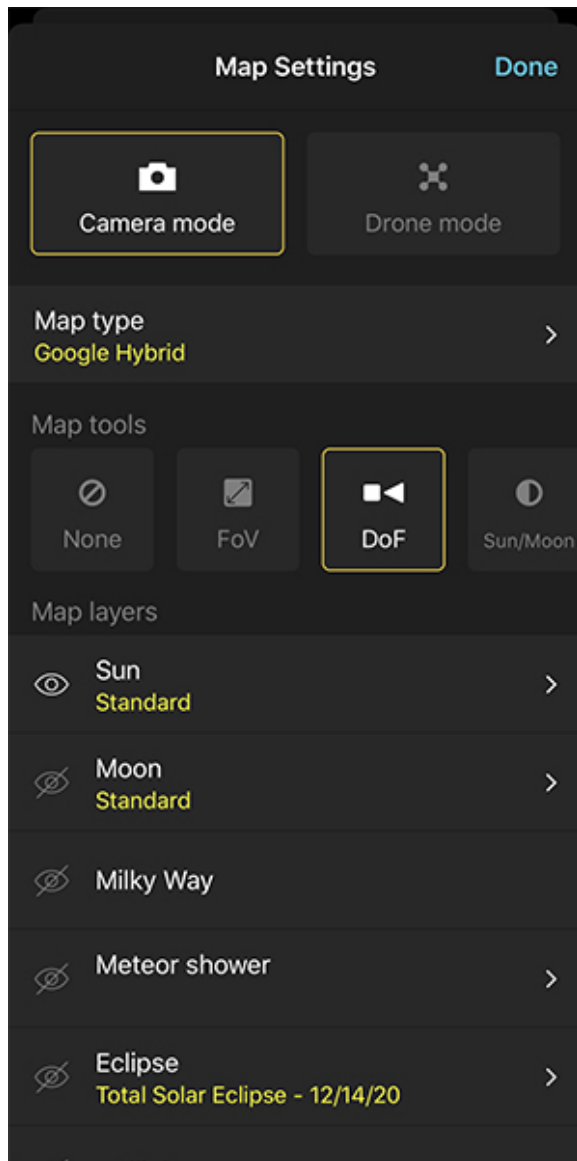 Map Settings
Done
Camera mode
Drone mode
Map type
Google Hybrid
Map tools
None
FoV
DoF
Sun/Moon
Map layers
Sun
Standard
Moon
Standard
Milky Way
Meteor shower
Eclipse
Total Solar Eclipse - 12/14/20